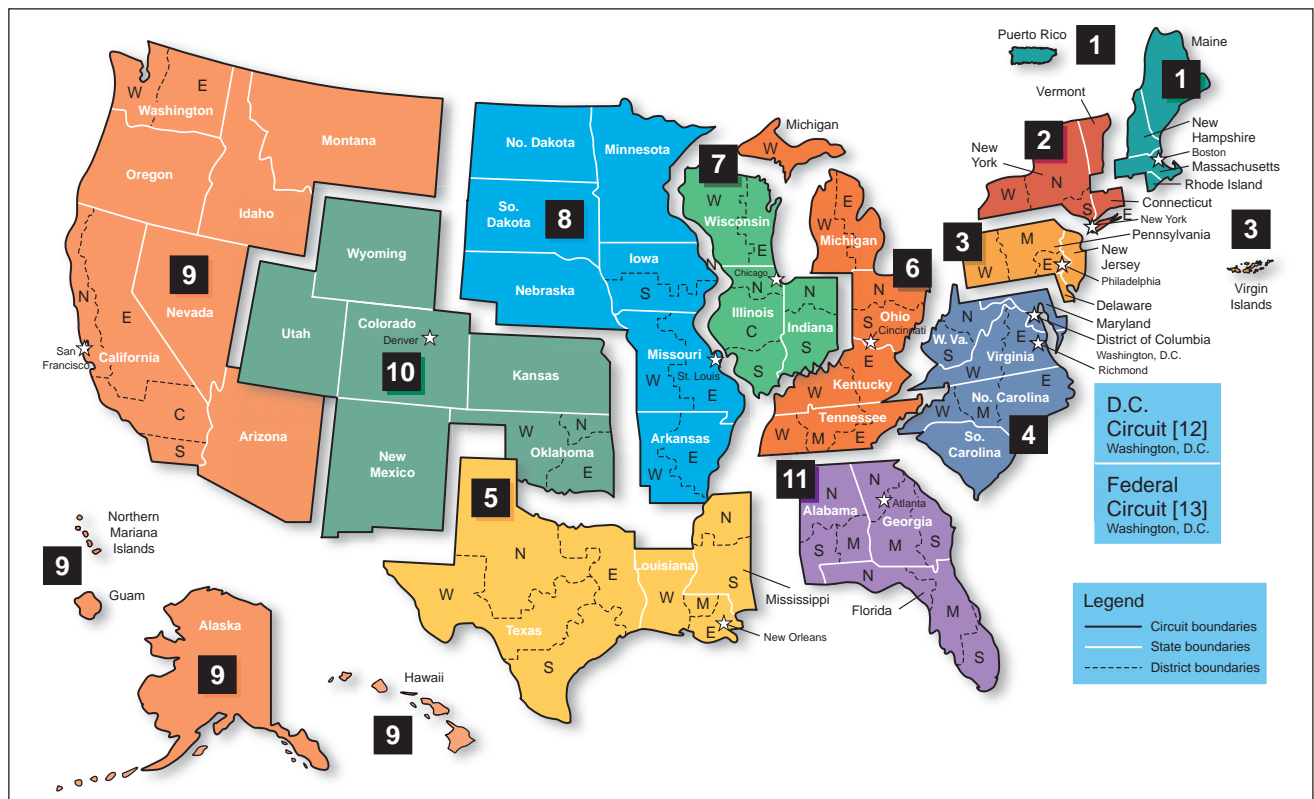 Puerto Rico
1
Maine
1
Vermont
2
New
York
N
W
S
E
New
Hampshire
Boston
Massachusetts
Rhode Island
Connecticut
New York
Pennsylvania
3
M
W
E
New
Jersey
Philadelphia
Delaware
3
Virgin
Islands
Maryland
District of Columbia
Washington, D.C.
Richmond
N
W. Va.
S
E
Virginia
W
E
No. Carolina
W
M
So.
Carolina
4
D.C.
Circuit [12]
Washington, D.C.
Federal
Circuit [13]
Washington, D.C.
Legend
Circuit boundaries
State boundaries
District boundaries
W
E
Washington
Montana
Oregon
Idaho
9
Nevada
N
E
San
Francisco
California
C
S
Arizona
Wyoming
Utah
Colorado
Denver
10
Kansas
New
Mexico
W
N
Oklahoma
E
No. Dakota
Minnesota
So.
Dakota
8
Iowa
N
S
Nebraska
Missouri
W
St. Louis
E
Arkansas
W
E
7
W
Wisconsin
E
Chicago
N
Illinois
C
S
N
Indiana
S
Michigan
W
E
W
Michigan
6
N
Ohio
S
Cincinnati
E
Kentucky
W
Tennessee
W
M
E
5
N
W
E
Texas
S
Louisiana
W
M
E
N
S
Mississippi
New Orleans
11
N
Alabama
S
M
N
Atlanta
Georgia
M
S
N
Florida
M
S
Northern
Mariana
Islands
9
Guam
Alaska
9
Hawaii
9